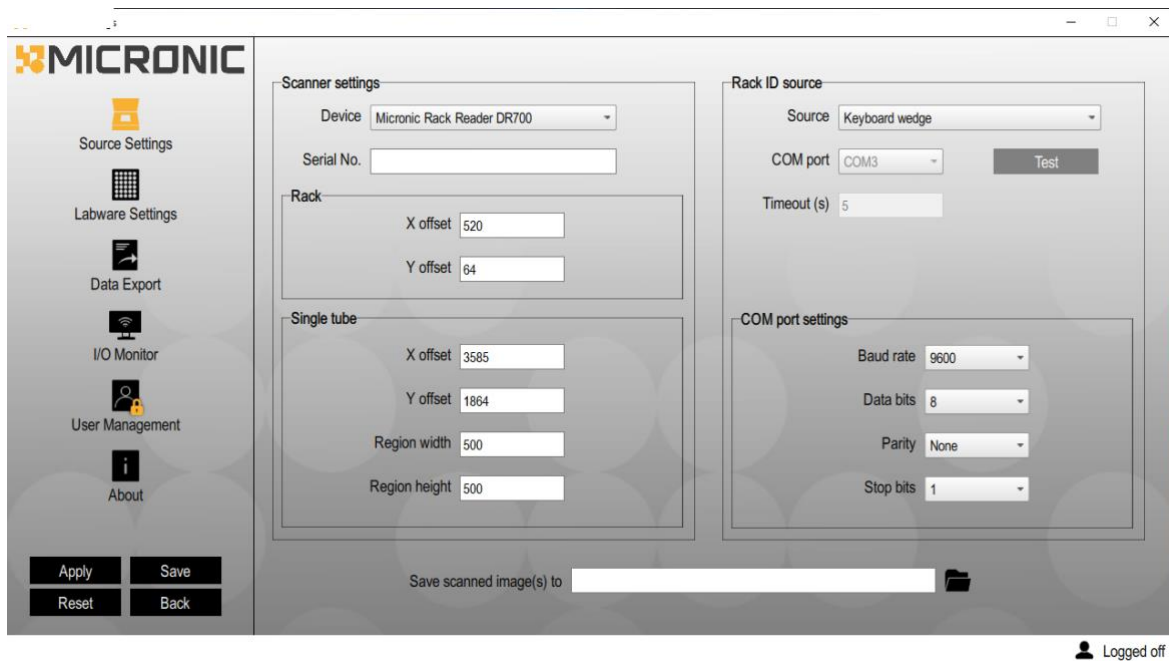 MICRONIC
Source Settings
Labware Settings
Data Export
I/O Monitor
User Management
i
About
Apply Save
Reset Back
Scanner settings
Device Micronic Rack Reader DR700
Serial No.
Rack
X offset 520
Y offset 64
Single tube
X offset 3585
Y offset 1864
Region width 500
Region height 500
Rack ID source
Source Keyboard wedge
COM port COM3 Test
Timeout (s) 5
COM port settings
Baud rate 9600
Data bits 8
Parity None
Stop bits 1
Save scanned image(s) to
Logged off